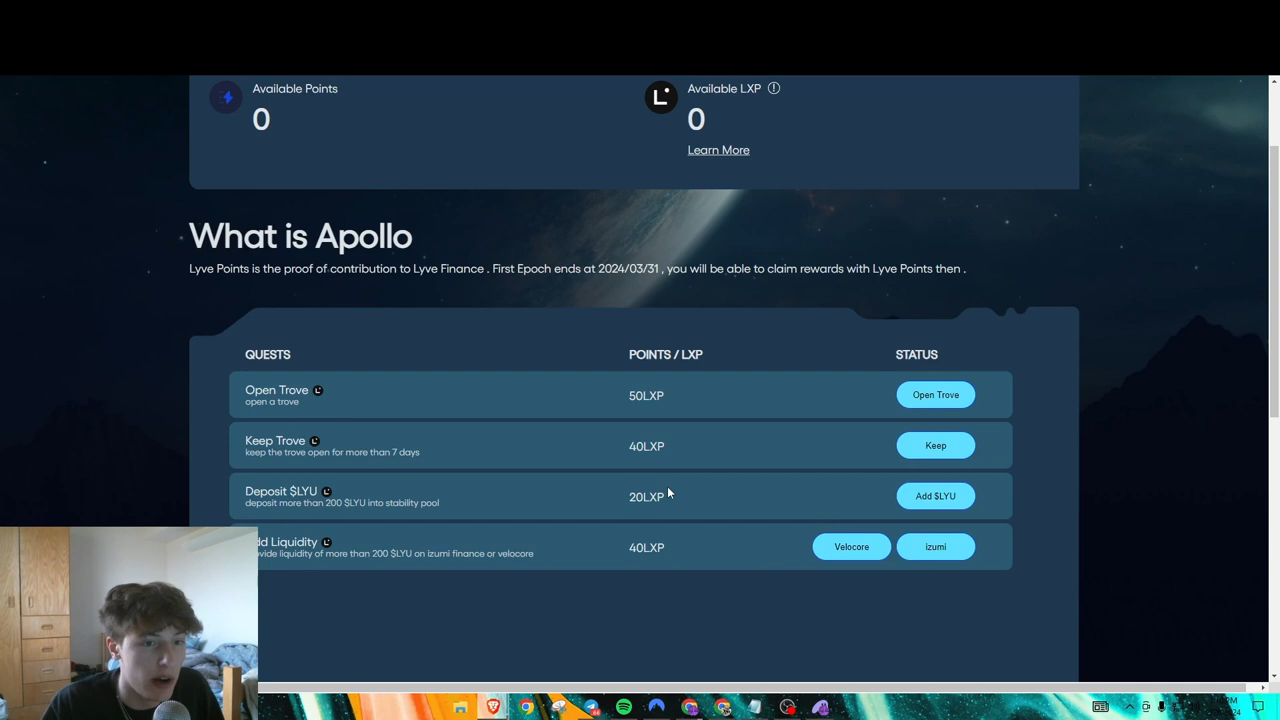 Available Points
0
Available LXP
0
Learn More
What is Apollo
Lyve Points is the proof of contribution to Lyve Finance . First Epoch ends at 2024/03/31 , you will be able to claim rewards with Lyve Points then .
QUESTS POINTS / LXP STATUS
Open Trove
open a trove
50LXP
Open Trove
Keep Trove
keep the trove open for more than 7 days
40LXP
Keep
Deposit $LYU
deposit more than 200 $LYU into stability pool
20LXP
Add $LYU
Liquidity
liquidity of more than 200 $LYU on izumi finance or velocore
40LXP
Velocore
izumi